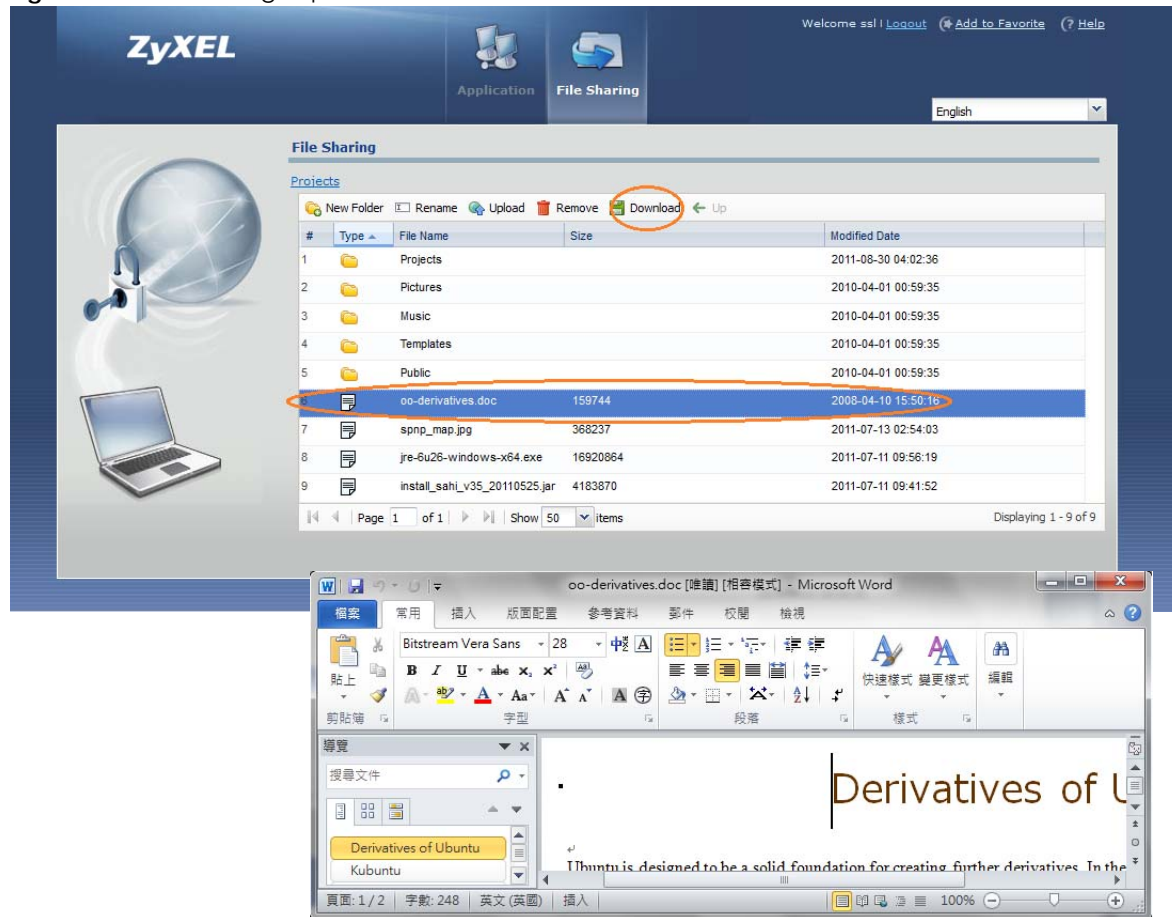 ZyXEL
Welcome ssl | Logout Add to Favorite ? Help
Application File Sharing
English
File Sharing
Projects
New Folder Rename Upload Remove Download Up
# Type File Name Size Modified Date
1 Projects 2011-08-30 04:02:36
2 Pictures 2010-04-01 00:59:35
3 Music 2010-04-01 00:59:35
4 Templates 2010-04-01 00:59:35
5 Public 2010-04-01 00:59:35
6 oo-derivatives.doc 159744 2008-04-10 15:50:16
7 spnp_map.jpg 368237 2011-07-13 02:54:03
8 jre-6u26-windows-x64.exe 16920864 2011-07-11 09:56:19
9 install_sahi_v35_20110525.jar 4183870 2011-07-11 09:41:52
Page 1 of 1 Show 50 items Displaying 1 - 9 of 9
oo-derivatives.doc [唯讀] [相容模式] - Microsoft Word
檔案 常用 插入 版面配置 參考資料 郵件 校閱 檢視
Bitstream Vera Sans 28
貼上 快速樣式 變更樣式 編輯
剪貼簿 字型 段落 樣式
導覽
搜尋文件
Derivatives of U
Derivatives of Ubuntu
Kubuntu
Ubuntu is designed to be a solid foundation for creating further derivatives. In the
頁面: 1 / 2 字數: 248 英文 (英國) 插入 100%